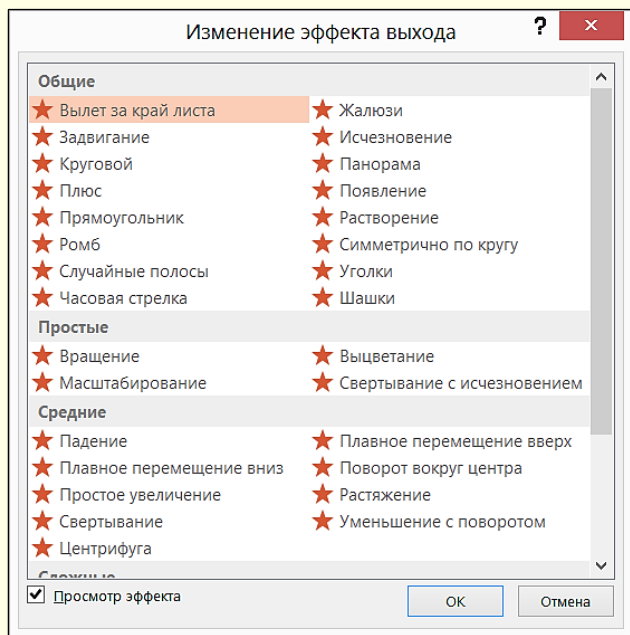 Изменение эффекта выхода ?
Общие
Вылет за край листа Жалюзи
Задвигание Исчезновение
Круговой Панорама
Плюс Появление
Прямоугольник Растворение
Ромб Симметрично по кругу
Случайные полосы Уголки
Часовая стрелка Шашки
Простые
Вращение Выцветание
Масштабирование Свертывание с исчезновением
Средние
Падение Плавное перемещение вверх
Плавное перемещение вниз Поворот вокруг центра
Простое увеличение Растяжение
Свертывание Уменьшение с поворотом
Центрифуга
Сложные
Просмотр эффекта ОК Отмена